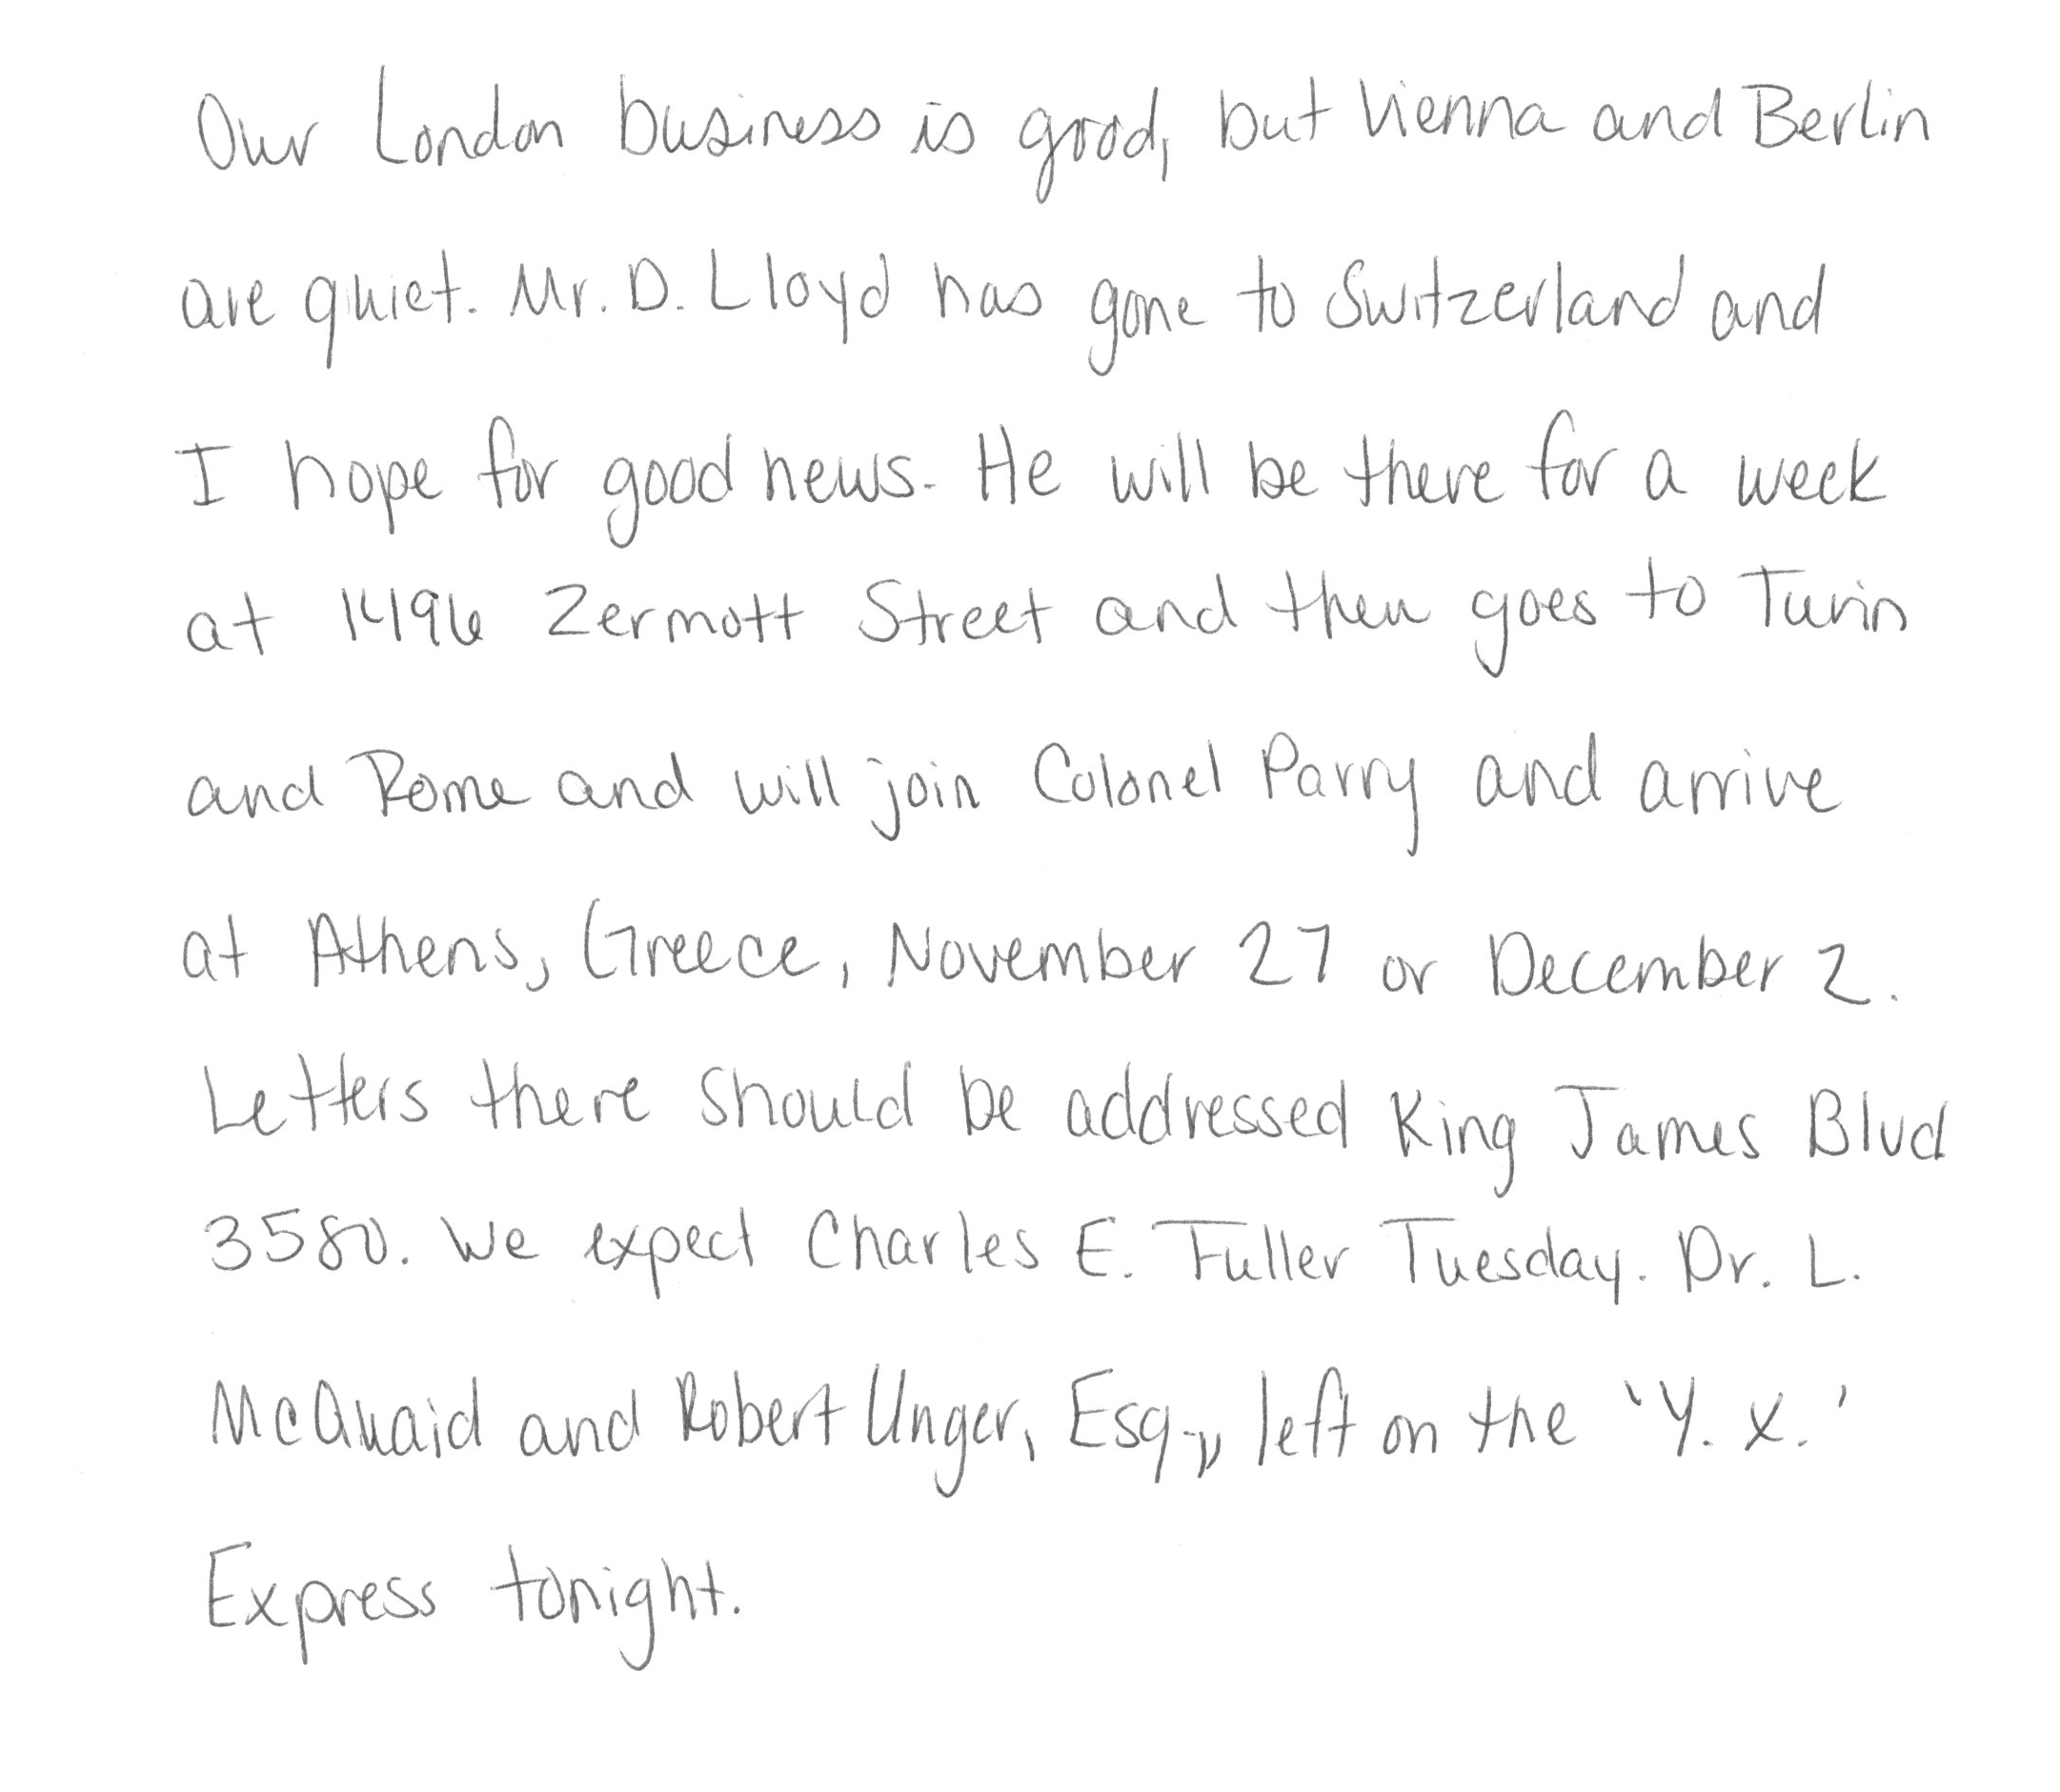 Our London business is good, but Vienna and Berlin
are quiet. Mr. D. Lloyd has gone to Switzerland and
I hope for good news. He will be there for a week
at 1496 Zermott Street and then goes to Turin
and Rome and will join Colonel Parry and arrive
at Athens, Greece, November 27 or December 2.
Letters there should be addressed King James Blvd
3580. We expect Charles E. Fuller Tuesday. Dr. L.
McQuaid and Robert Unger, Esq., left on the 'Y. X.'
Express tonight.